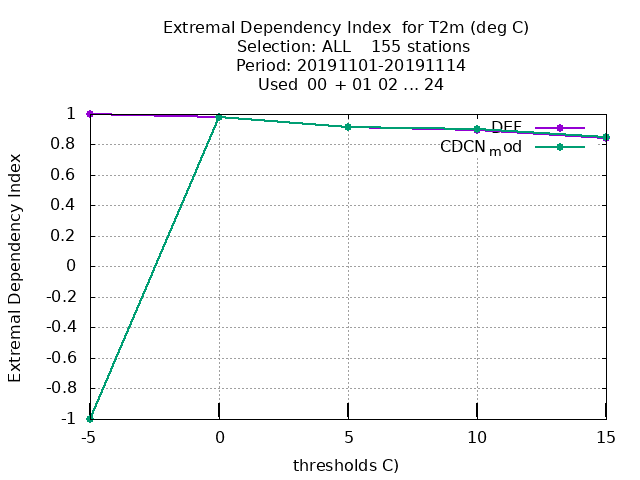 Extremal Dependency Index  for T2m (deg C)
Selection: ALL    155 stations
Period: 20191101-20191114
Used  00  + 01 02 ... 24
Extremal Dependency Index
1
0.8
0.6
0.4
0.2
0
-0.2
-0.4
-0.6
-0.8
-1
DEF
CDCNmod
-5
0
5
10
15
thresholds C)